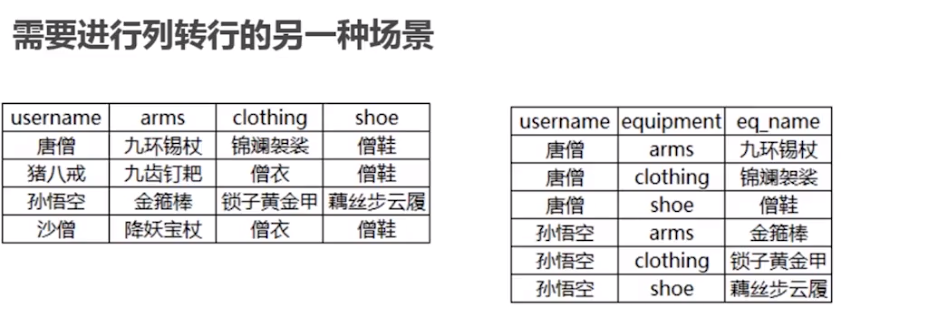 需要进行列转行的另一种场景
username arms clothing shoe
唐僧 九环锡杖 锦斓袈裟 僧鞋
猪八戒 九齿钉耙 僧衣 僧鞋
孙悟空 金箍棒 锁子黄金甲 藕丝步云履
沙僧 降妖宝杖 僧衣 僧鞋
username equipment eq_name
唐僧 arms 九环锡杖
唐僧 clothing 锦斓袈裟
唐僧 shoe 僧鞋
孙悟空 arms 金箍棒
孙悟空 clothing 锁子黄金甲
孙悟空 shoe 藕丝步云履